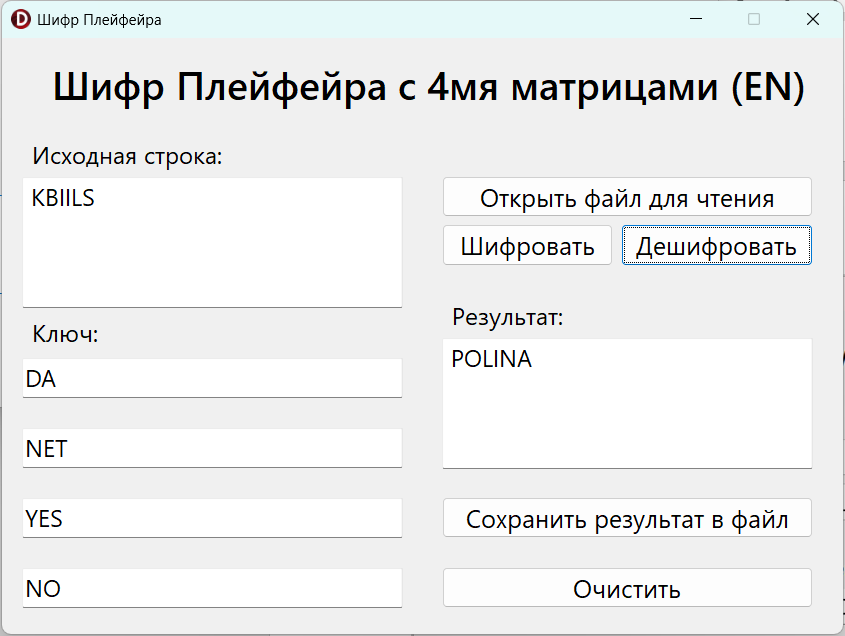 Шифр Плейфейра
Шифр Плейфейра с 4мя матрицами (EN)
Исходная строка:
KBIILS
Открыть файл для чтения
Шифровать
Дешифровать
Ключ:
DA
NET
YES
NO
Результат:
POLINA
Сохранить результат в файл
Очистить